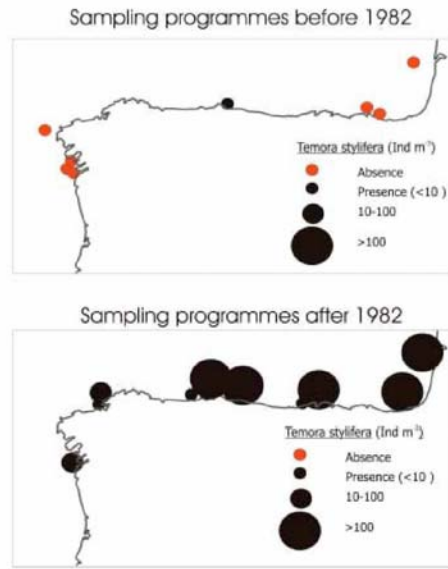 Sampling programmes before 1982
Temora stylifera (Ind m⁻³)
Absence
Presence (<10 )
10-100
>100
Sampling programmes after 1982
Temora stylifera (Ind m⁻³)
Absence
Presence (<10 )
10-100
>100